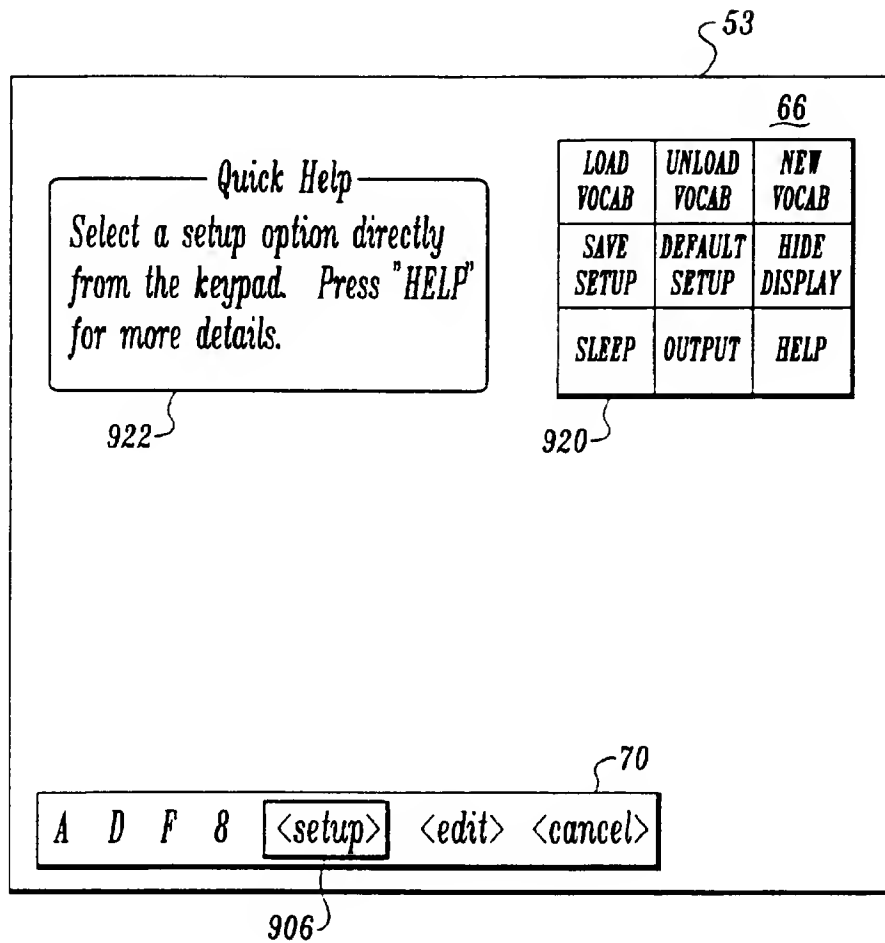 53
66
Quick Help
Select a setup option directly
from the keypad. Press "HELP"
for more details.
922
LOAD VOCAB UNLOAD VOCAB NEW VOCAB
SAVE SETUP DEFAULT SETUP HIDE DISPLAY
SLEEP OUTPUT HELP
920
70
A D F 8 <setup> <edit> <cancel>
906